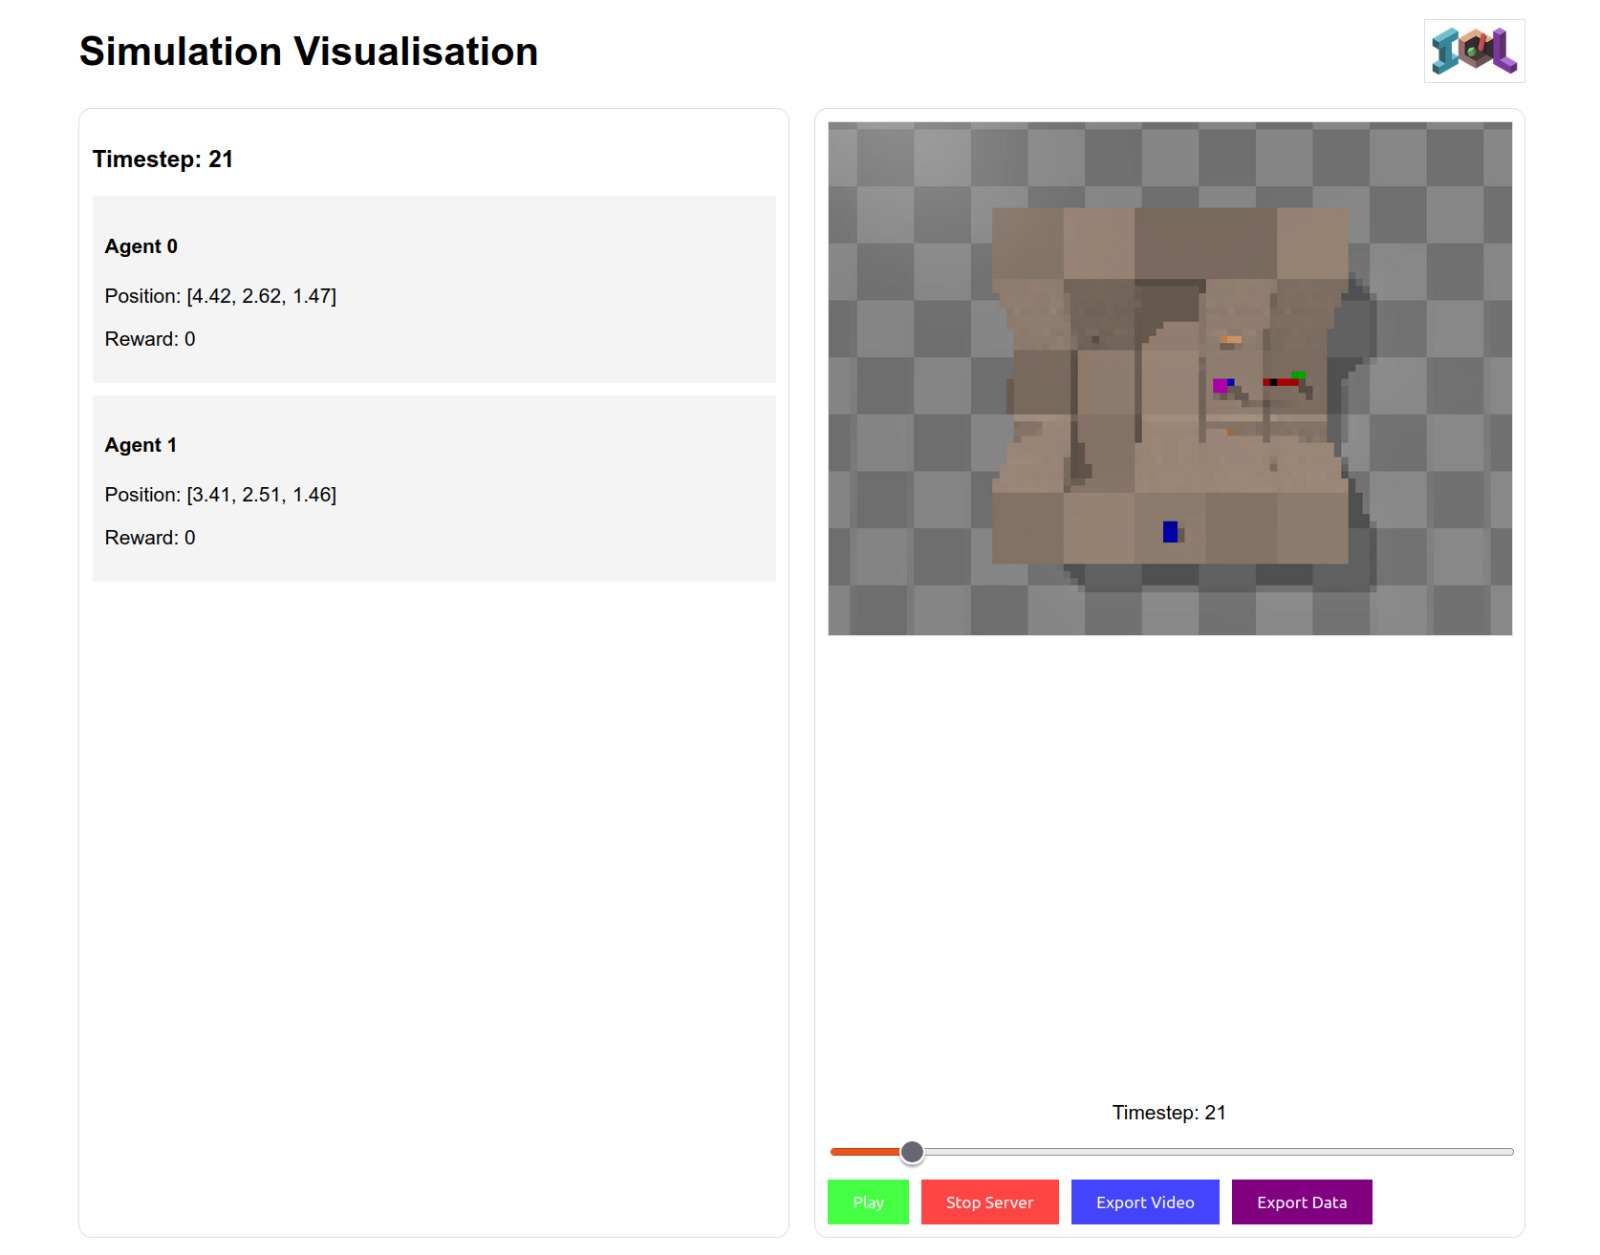 Simulation Visualisation
IOL
Timestep: 21
Agent 0
Position: [4.42, 2.62, 1.47]
Reward: 0
Agent 1
Position: [3.41, 2.51, 1.46]
Reward: 0
Timestep: 21
Play
Stop Server
Export Video
Export Data